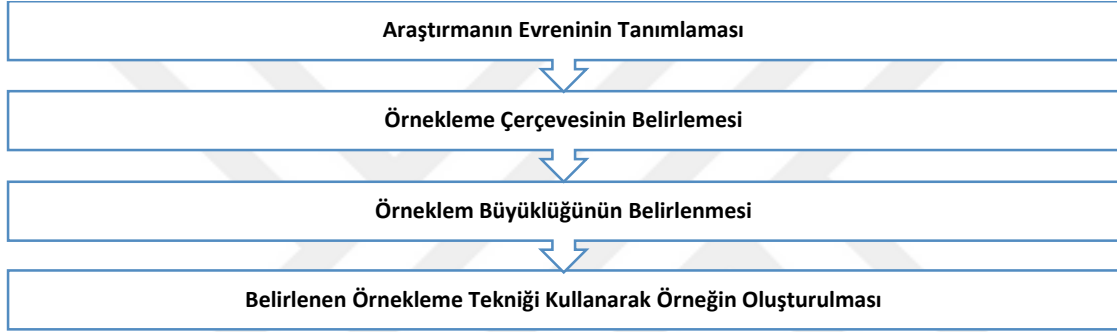 Araştırmanın Evreninin Tanımlaması
Örnekleme Çerçevesinin Belirlemesi
Örneklem Büyüklüğünün Belirlenmesi
Belirlenen Örnekleme Tekniği Kullanarak Örneğin Oluşturulması